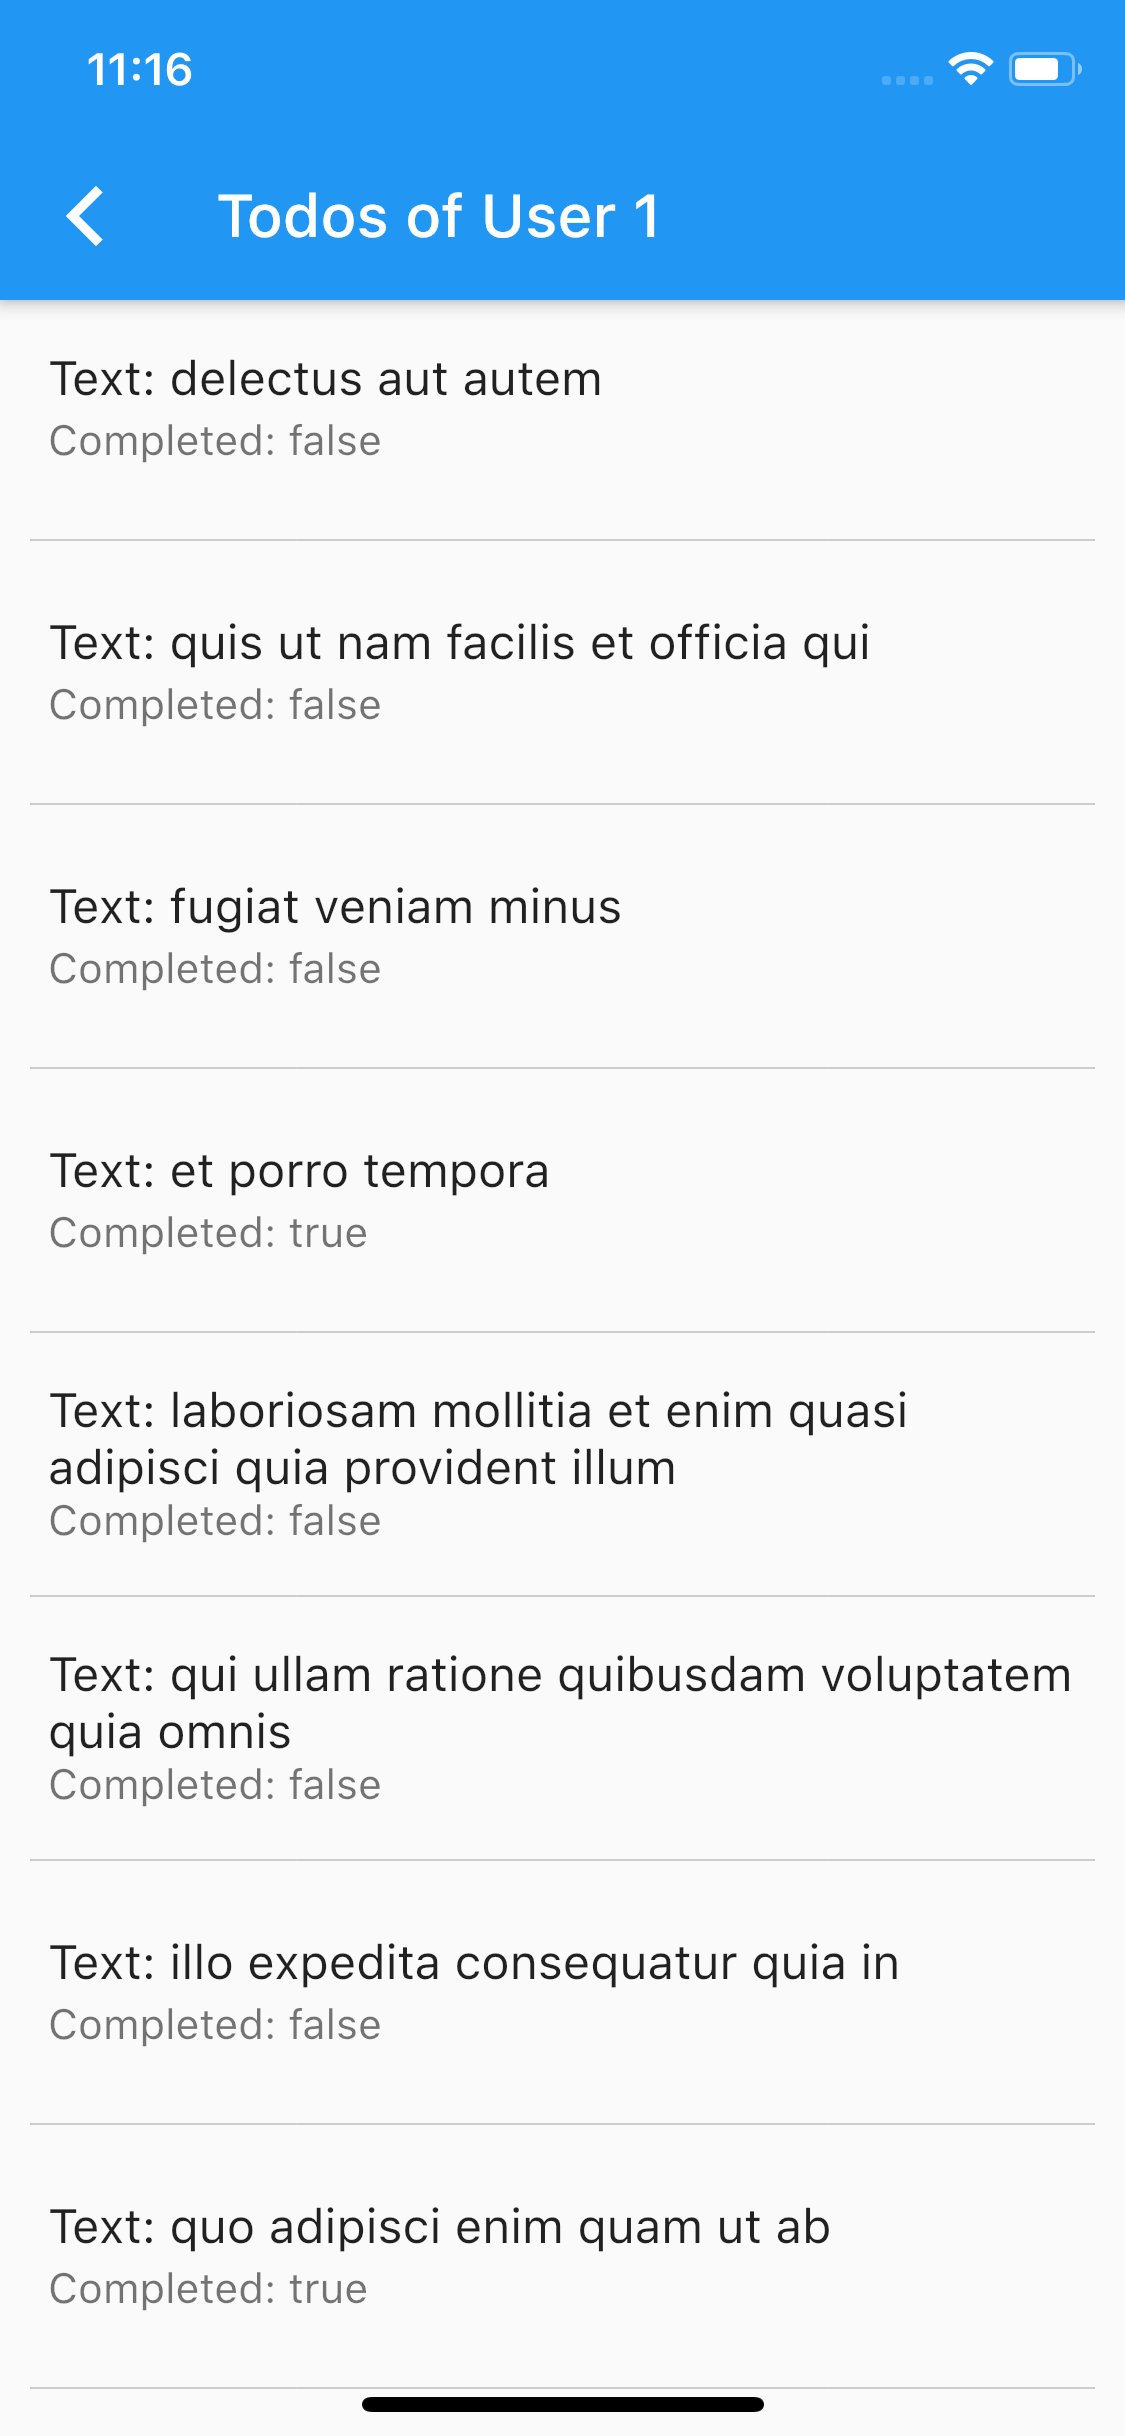 11:16
Todos of User 1
Text: delectus aut autem
Completed: false
Text: quis ut nam facilis et officia qui
Completed: false
Text: fugiat veniam minus
Completed: false
Text: et porro tempora
Completed: true
Text: laboriosam mollitia et enim quasi
adipisci quia provident illum
Completed: false
Text: qui ullam ratione quibusdam voluptatem
quia omnis
Completed: false
Text: illo expedita consequatur quia in
Completed: false
Text: quo adipisci enim quam ut ab
Completed: true